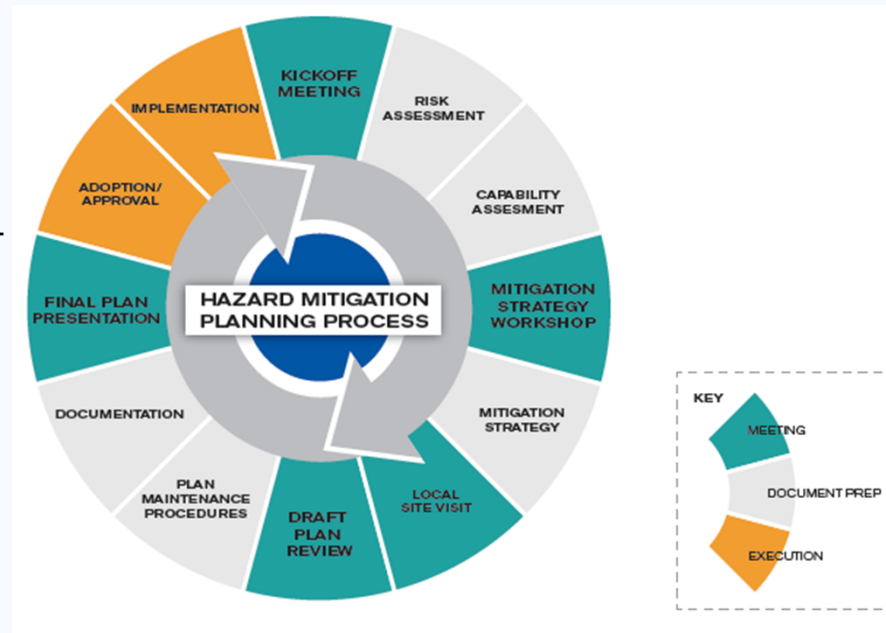 KICKOFF
MEETING
RISK
ASSESSMENT
CAPABILITY
ASSESMENT
MITIGATION
STRATEGY
WORKSHOP
MITIGATION
STRATEGY
LOCAL
SITE VISIT
DRAFT
PLAN
REVIEW
PLAN
MAINTENANCE
PROCEDURES
DOCUMENTATION
FINAL PLAN
PRESENTATION
ADOPTION/
APPROVAL
IMPLEMENTATION
HAZARD MITIGATION
PLANNING PROCESS
KEY
MEETING
DOCUMENT PREP
EXECUTION